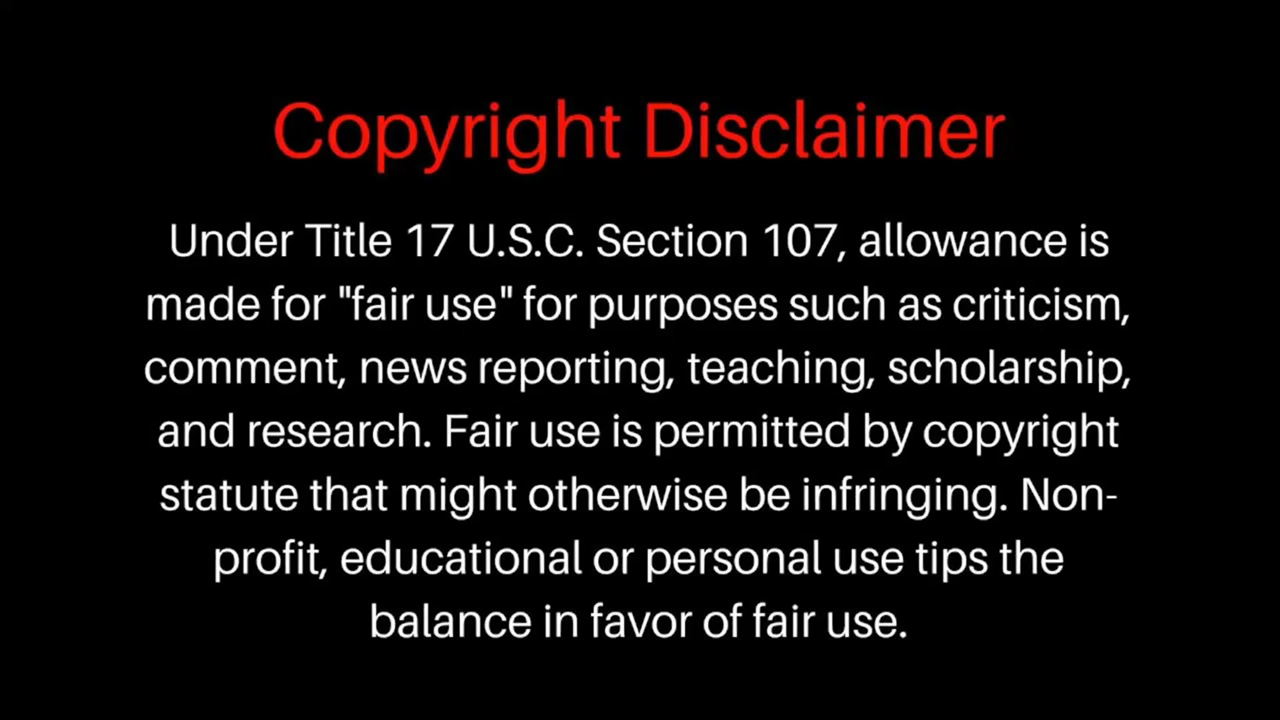 Copyright Disclaimer
Under Title 17 U.S.C. Section 107, allowance is
made for "fair use" for purposes such as criticism,
comment, news reporting, teaching, scholarship,
and research. Fair use is permitted by copyright
statute that might otherwise be infringing. Non-
profit, educational or personal use tips the
balance in favor of fair use.